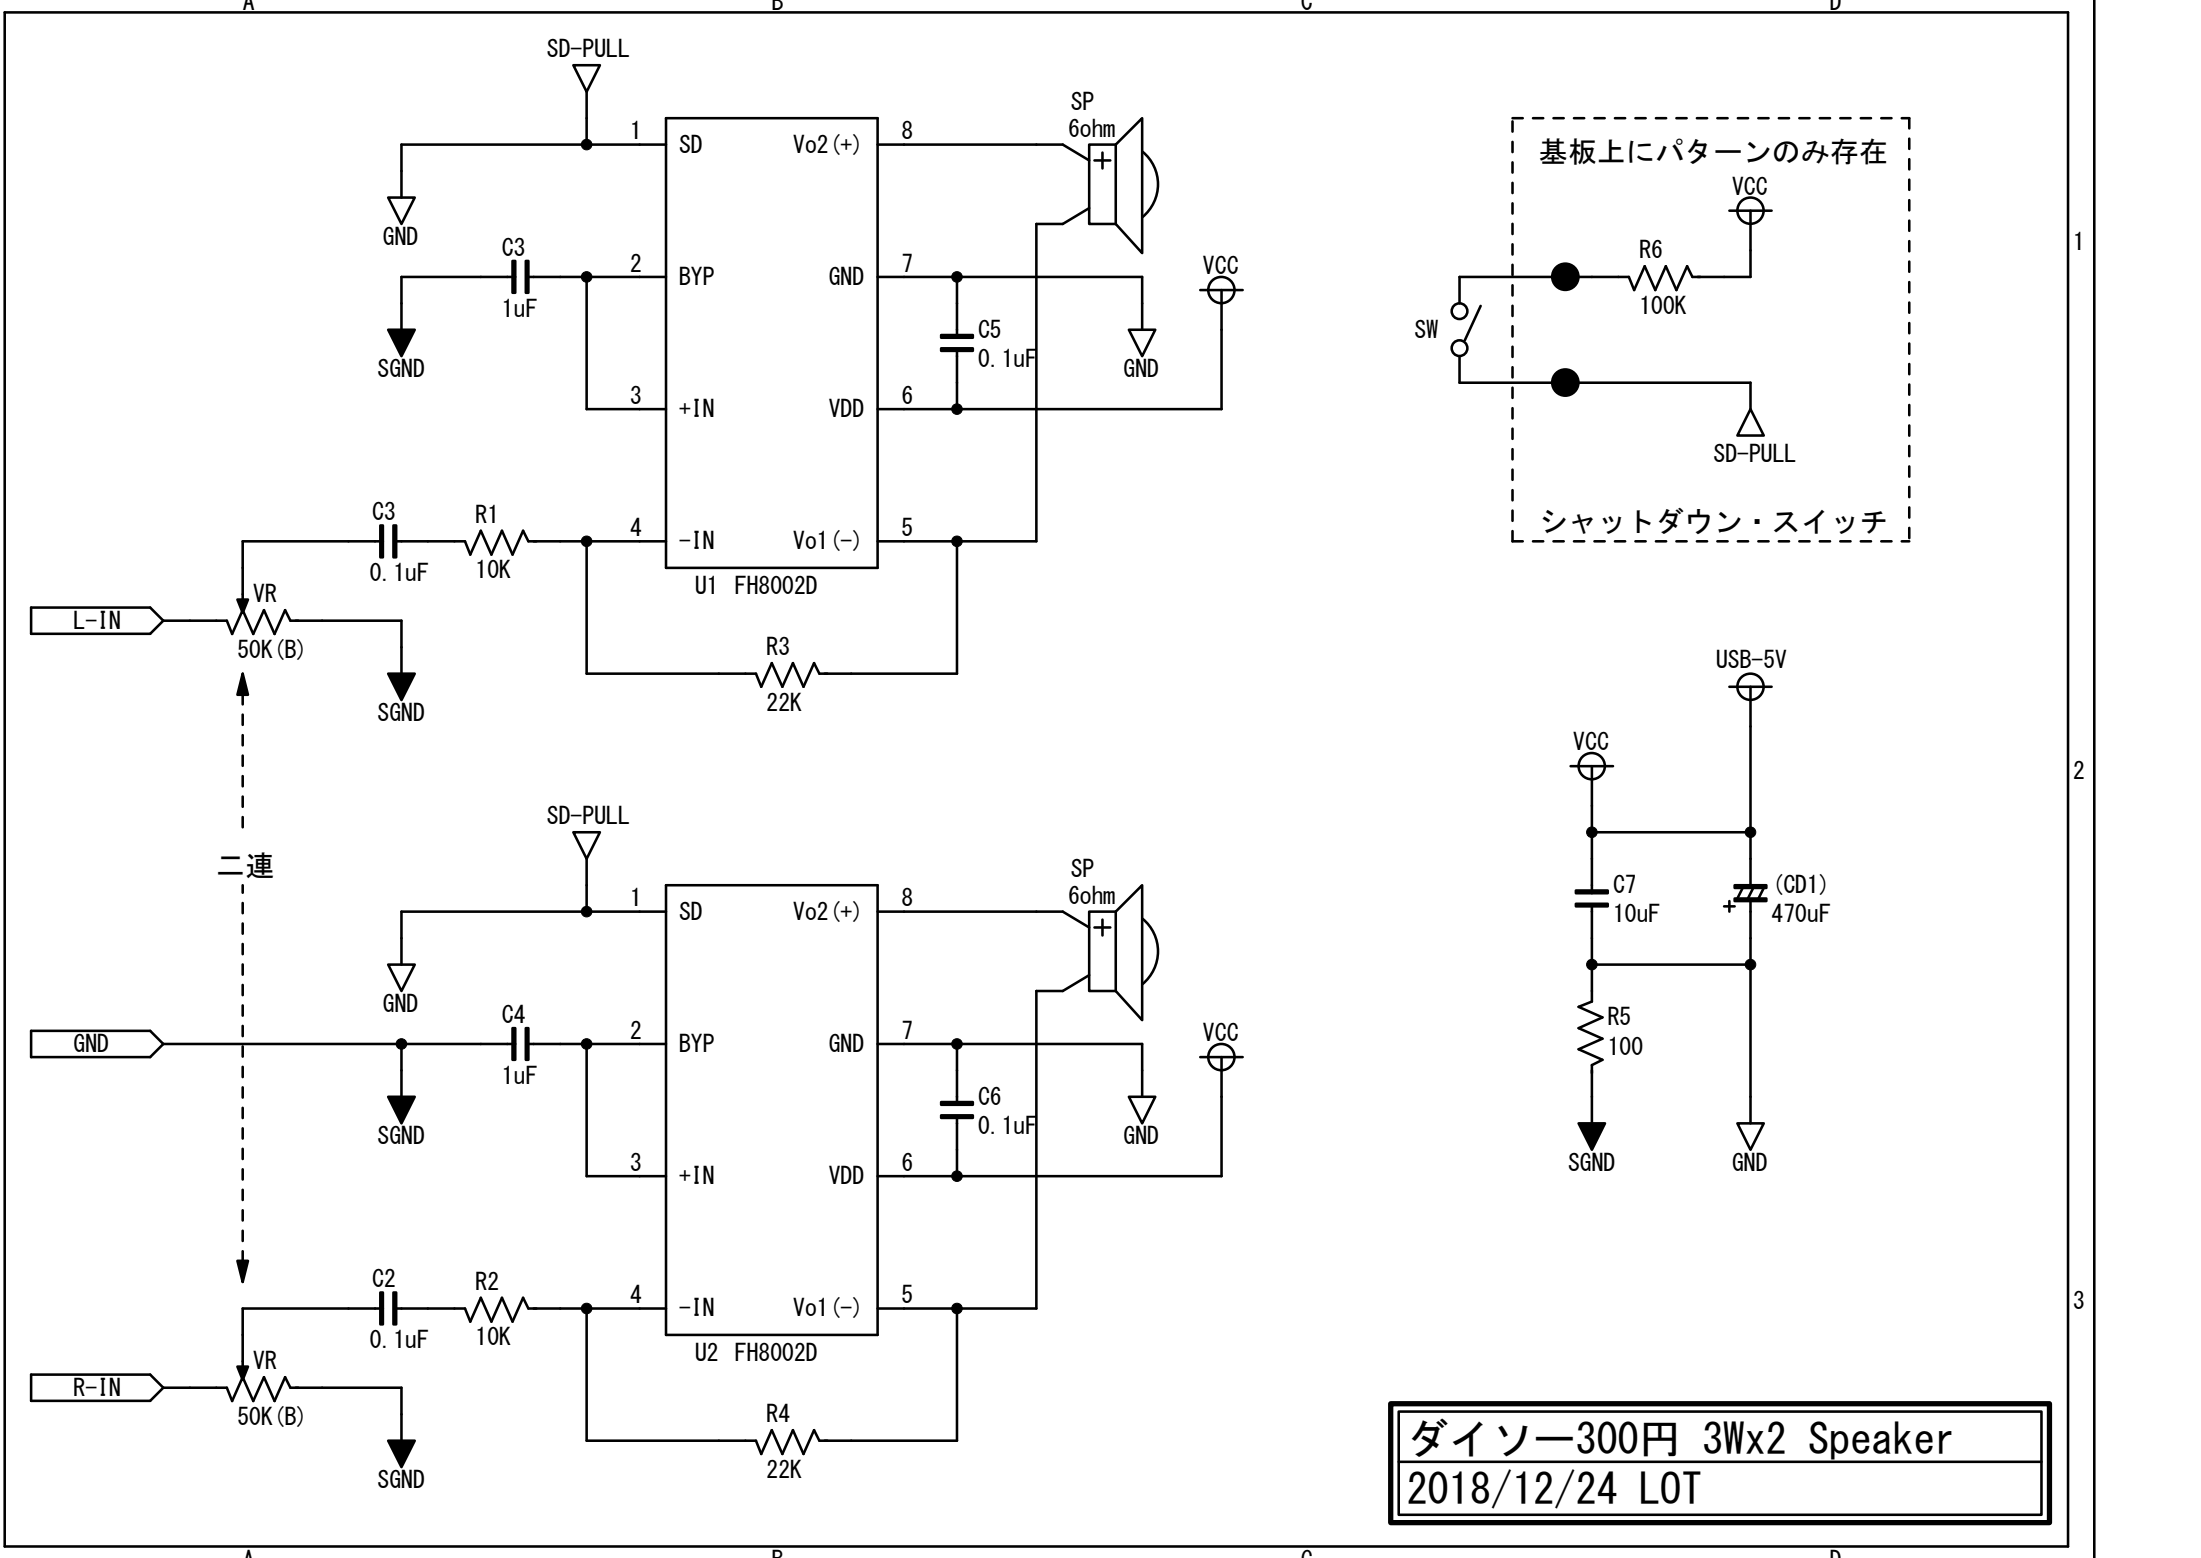 A B C D
SD-PULL
SP
6ohm
1 SD
Vo2(+) 8
GND
C3
1uF
2 BYP
GND 7
VCC
SGND
C5
0.1uF
GND
3 +IN
VDD 6
C3
0.1uF
R1
10K
4 -IN
Vo1(-) 5
U1 FH8002D
L-IN
VR
50K(B)
SGND
R3
22K
基板上にパターンのみ存在
VCC
R6
100K
SW
SD-PULL
シャットダウン・スイッチ
1
USB-5V
VCC
C7
10uF
(CD1)
+ 470uF
R5
100
SGND
GND
2
二連
SD-PULL
SP
6ohm
1 SD
Vo2(+) 8
GND
GND
C4
1uF
2 BYP
GND 7
VCC
SGND
C6
0.1uF
GND
3 +IN
VDD 6
C2
0.1uF
R2
10K
4 -IN
Vo1(-) 5
U2 FH8002D
R-IN
VR
50K(B)
SGND
R4
22K
3
ダイソー300円 3Wx2 Speaker
2018/12/24 LOT